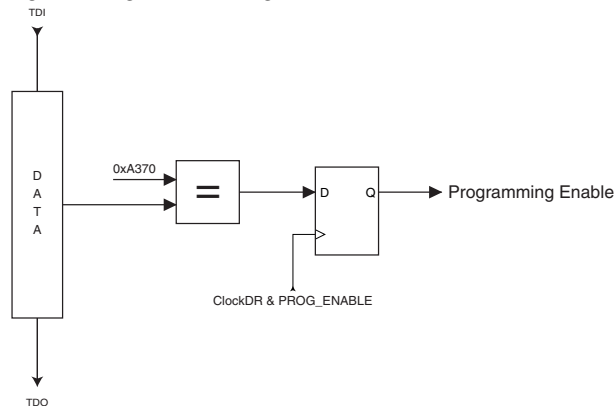 TDI
0xA370
D
A
T
A
=
D
Q
Programming Enable
ClockDR & PROG_ENABLE
TDO